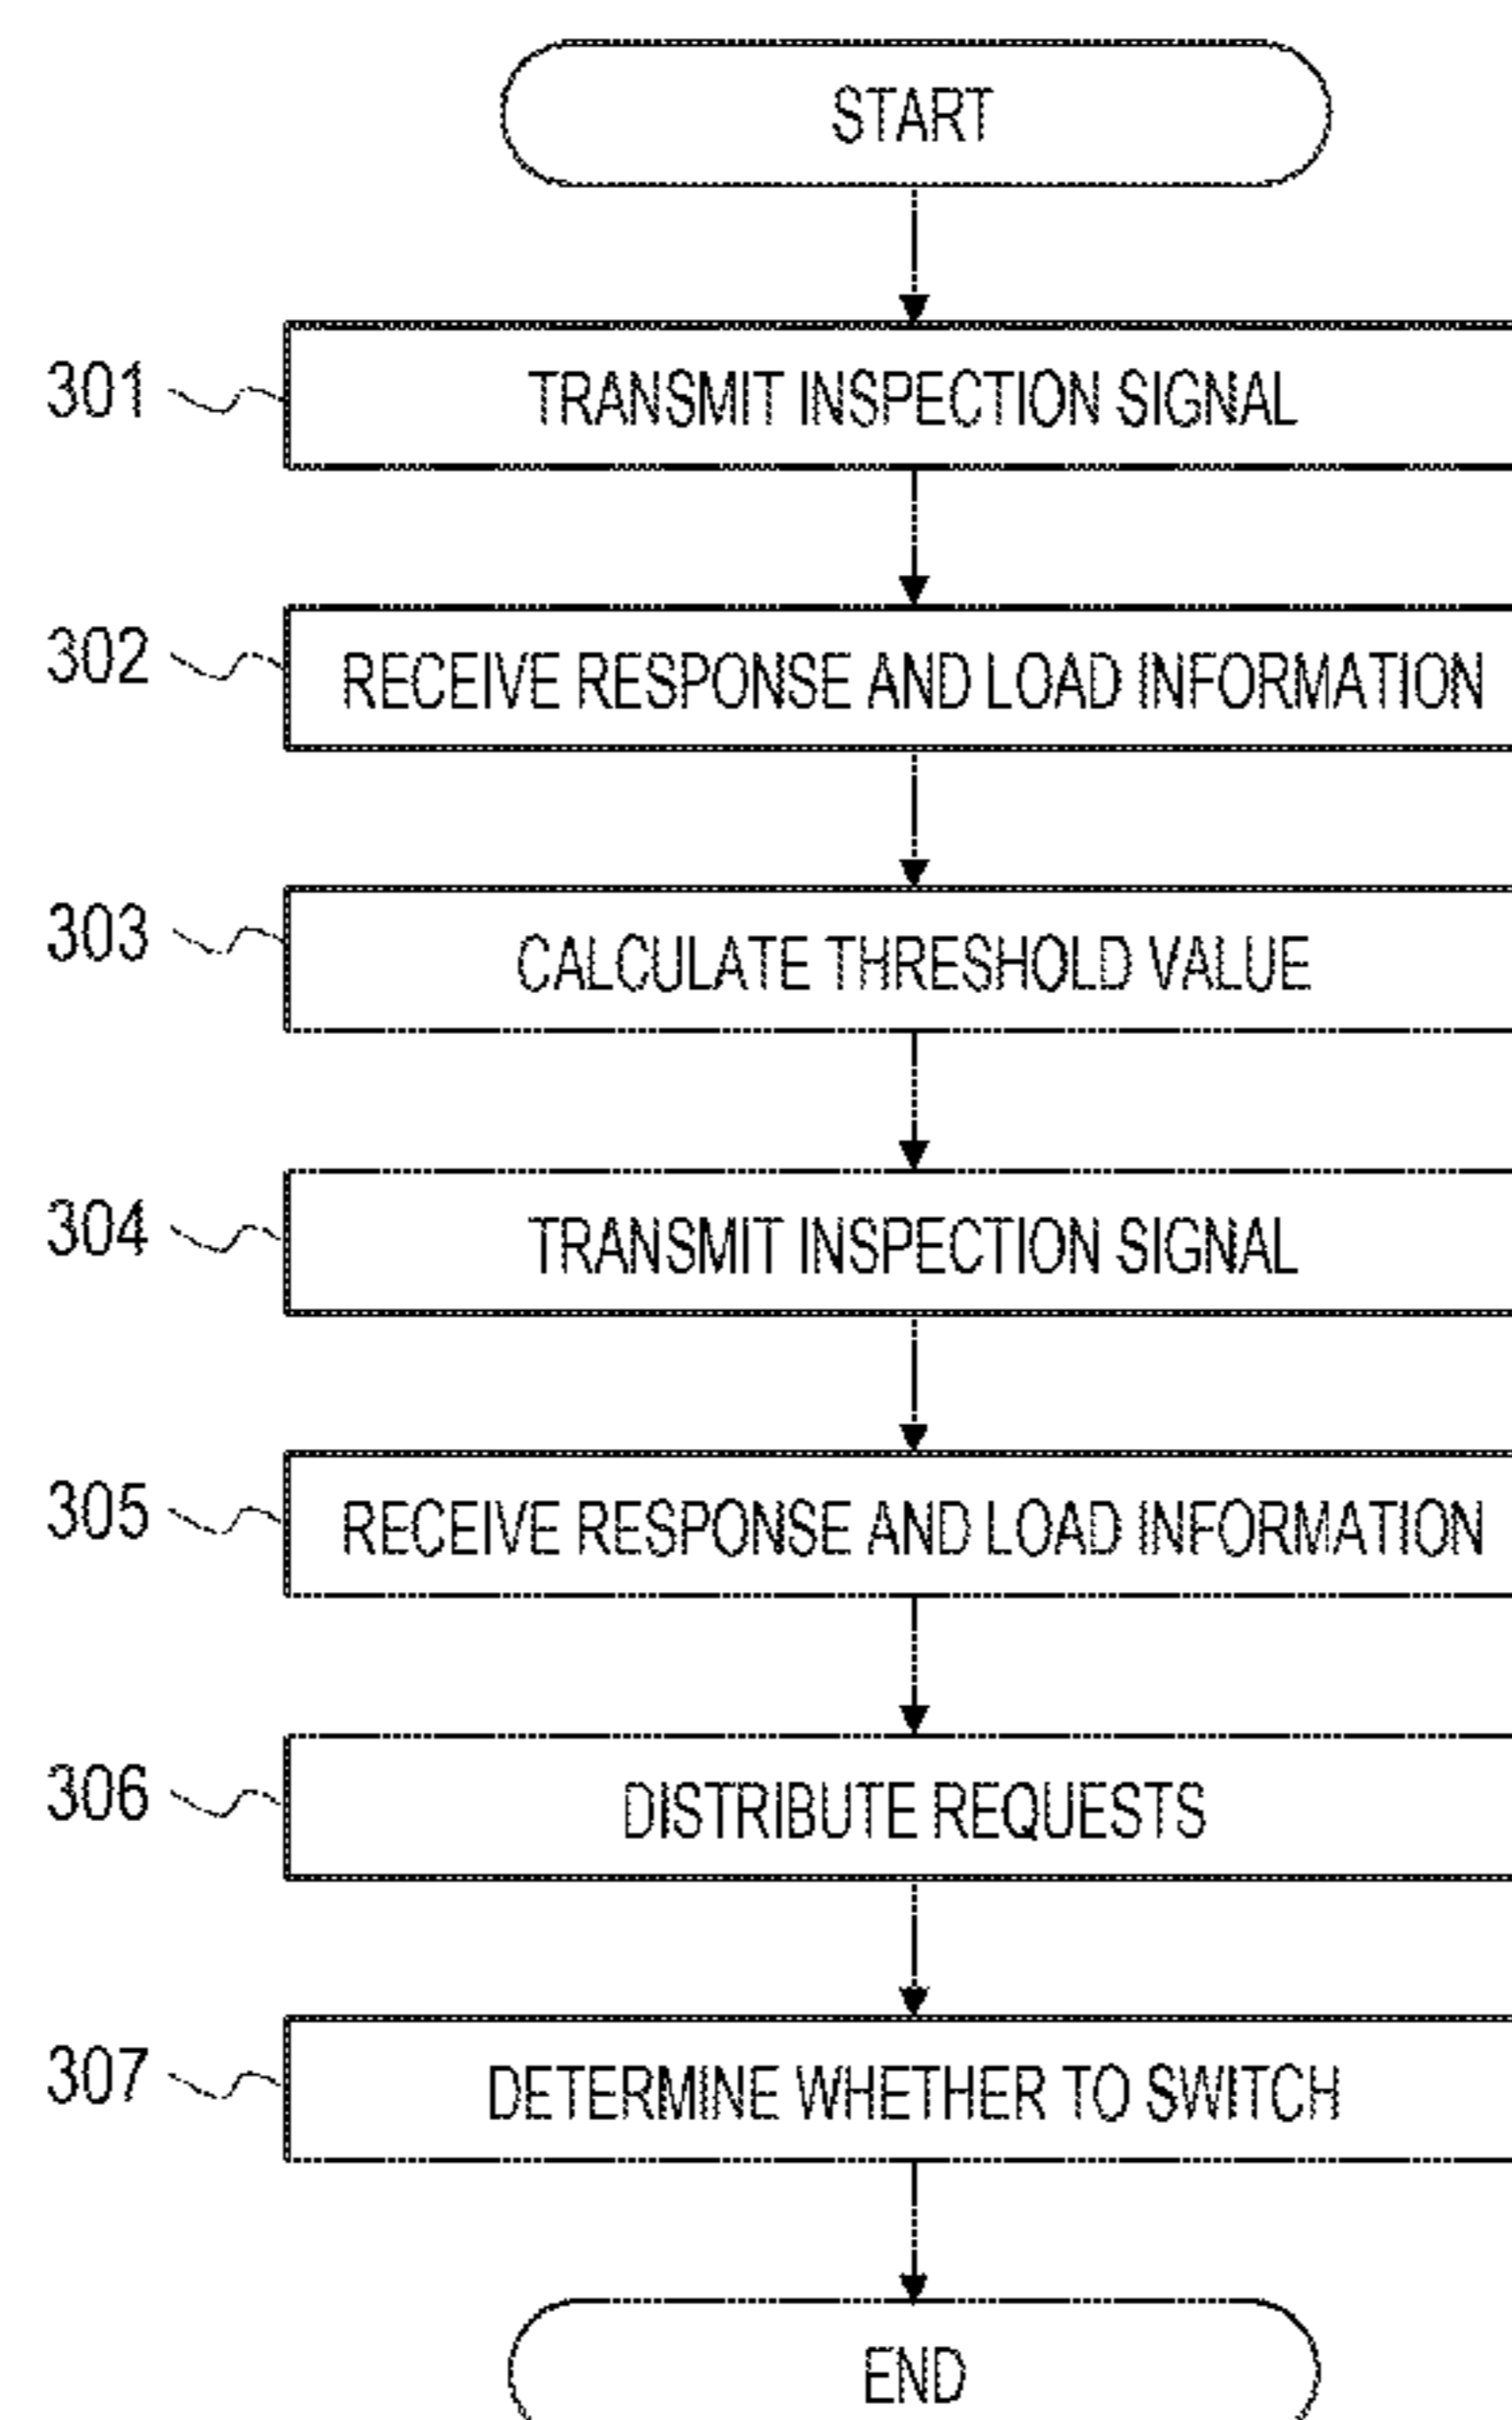 START
301 TRANSMIT INSPECTION SIGNAL
302 RECEIVE RESPONSE AND LOAD INFORMATION
303 CALCULATE THRESHOLD VALUE
304 TRANSMIT INSPECTION SIGNAL
305 RECEIVE RESPONSE AND LOAD INFORMATION
306 DISTRIBUTE REQUESTS
307 DETERMINE WHETHER TO SWITCH
END